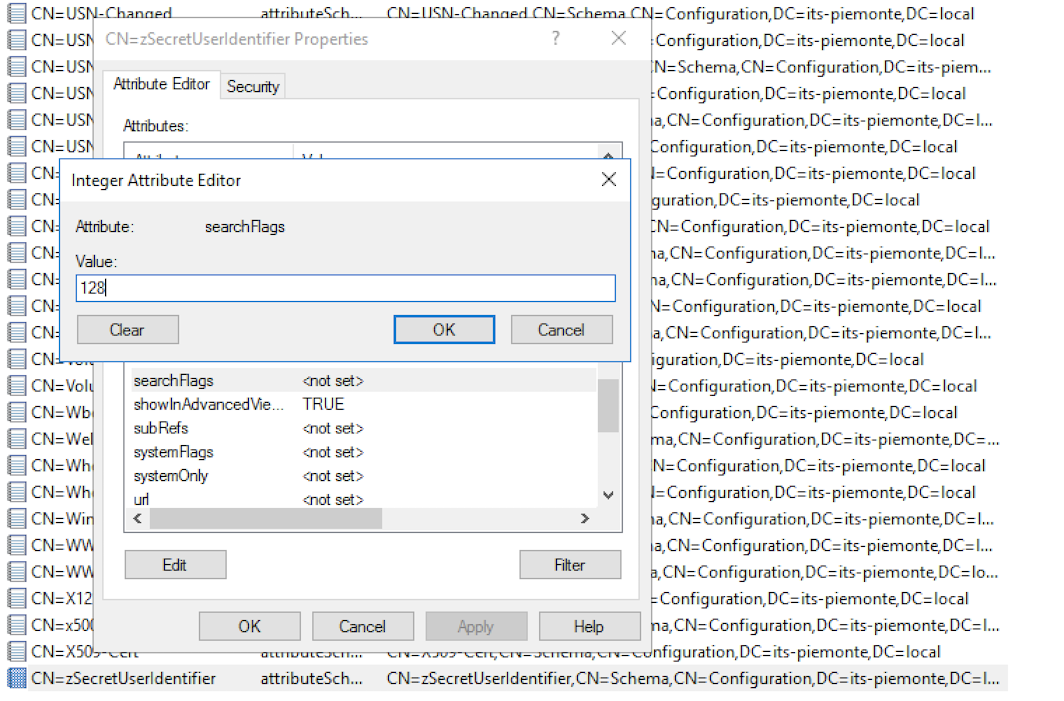 CN=USN-Changed attributeSch... CN=USN-Changed,CN=Schema,CN=Configuration,DC=its-piemonte,DC=local
CN=USN
CN=zSecretUserIdentifier Properties ? ×
Configuration,DC=its-piemonte,DC=local
CN=USN
N=Schema,CN=Configuration,DC=its-piem...
CN=USN
Attribute Editor Security
Configuration,DC=its-piemonte,DC=local
CN=USN
Attributes:
a,CN=Configuration,DC=its-piemonte,DC=l...
CN=USN
Configuration,DC=its-piemonte,DC=local
CN=
Integer Attribute Editor ×
=Configuration,DC=its-piemonte,DC=local
CN=
guration,DC=its-piemonte,DC=local
CN=
Attribute: searchFlags
CN=Configuration,DC=its-piemonte,DC=local
CN=
Value:
a,CN=Configuration,DC=its-piemonte,DC=l...
CN=
128
a,CN=Configuration,DC=its-piemonte,DC=l...
CN=
N=Configuration,DC=its-piemonte,DC=local
CN=
Clear OK Cancel
a,CN=Configuration,DC=its-piemonte,DC=l...
CN=
iguration,DC=its-piemonte,DC=local
CN=Volu
searchFlags <not set>
=Configuration,DC=its-piemonte,DC=local
CN=Wb
showInAdvancedVie... TRUE
Configuration,DC=its-piemonte,DC=local
CN=Wel
subRefs <not set>
ma,CN=Configuration,DC=its-piemonte,DC=...
CN=Wh
systemFlags <not set>
N=Configuration,DC=its-piemonte,DC=local
CN=Wh
systemOnly <not set>
=Configuration,DC=its-piemonte,DC=local
CN=Win
url <not set>
a,CN=Configuration,DC=its-piemonte,DC=l...
CN=WW
a,CN=Configuration,DC=its-piemonte,DC=l...
CN=WW
Edit Filter
a,CN=Configuration,DC=its-piemonte,DC=lo...
CN=X12
=Configuration,DC=its-piemonte,DC=local
CN=x500
OK Cancel Apply Help
na,CN=Configuration,DC=its-piemonte,DC=l...
CN=X509-Cert attributeSch... CN=X509-Cert,CN=Schema,CN=Configuration,DC=its-piemonte,DC=local
CN=zSecretUserIdentifier attributeSch... CN=zSecretUserIdentifier,CN=Schema,CN=Configuration,DC=its-piemonte,DC=l...